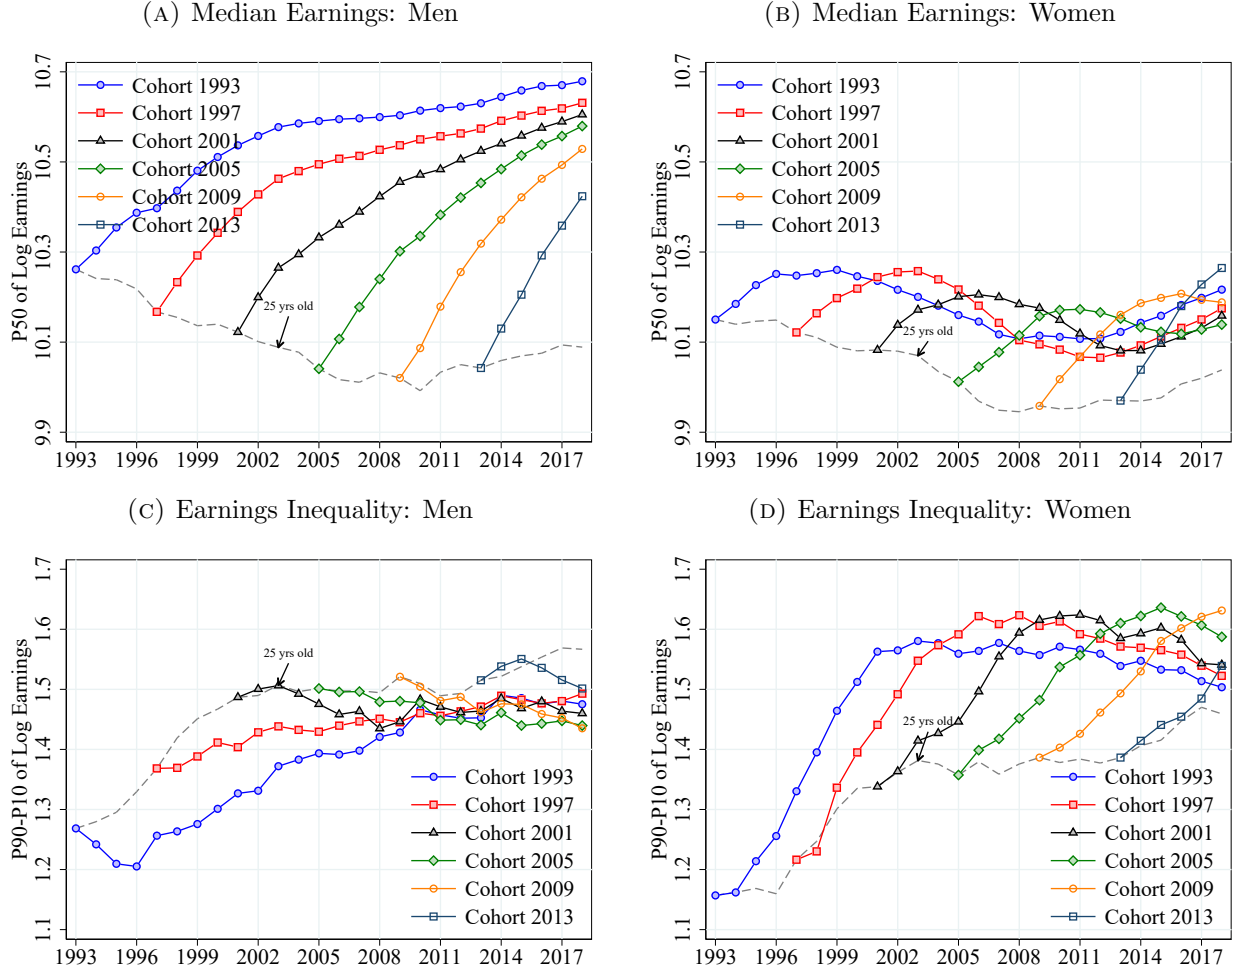 (A) Median Earnings: Men
P50 of Log Earnings
10.7
10.5
10.3
10.1
9.9
Cohort 1993
Cohort 1997
Cohort 2001
Cohort 2005
Cohort 2009
Cohort 2013
25 yrs old
1993 1996 1999 2002 2005 2008 2011 2014 2017
(B) Median Earnings: Women
P50 of Log Earnings
10.7
10.5
10.3
10.1
9.9
Cohort 1993
Cohort 1997
Cohort 2001
Cohort 2005
Cohort 2009
Cohort 2013
25 yrs old
1993 1996 1999 2002 2005 2008 2011 2014 2017
(C) Earnings Inequality: Men
P90-P10 of Log Earnings
1.7
1.6
1.5
1.4
1.3
1.2
1.1
25 yrs old
Cohort 1993
Cohort 1997
Cohort 2001
Cohort 2005
Cohort 2009
Cohort 2013
1993 1996 1999 2002 2005 2008 2011 2014 2017
(D) Earnings Inequality: Women
P90-P10 of Log Earnings
1.7
1.6
1.5
1.4
1.3
1.2
1.1
25 yrs old
Cohort 1993
Cohort 1997
Cohort 2001
Cohort 2005
Cohort 2009
Cohort 2013
1993 1996 1999 2002 2005 2008 2011 2014 2017